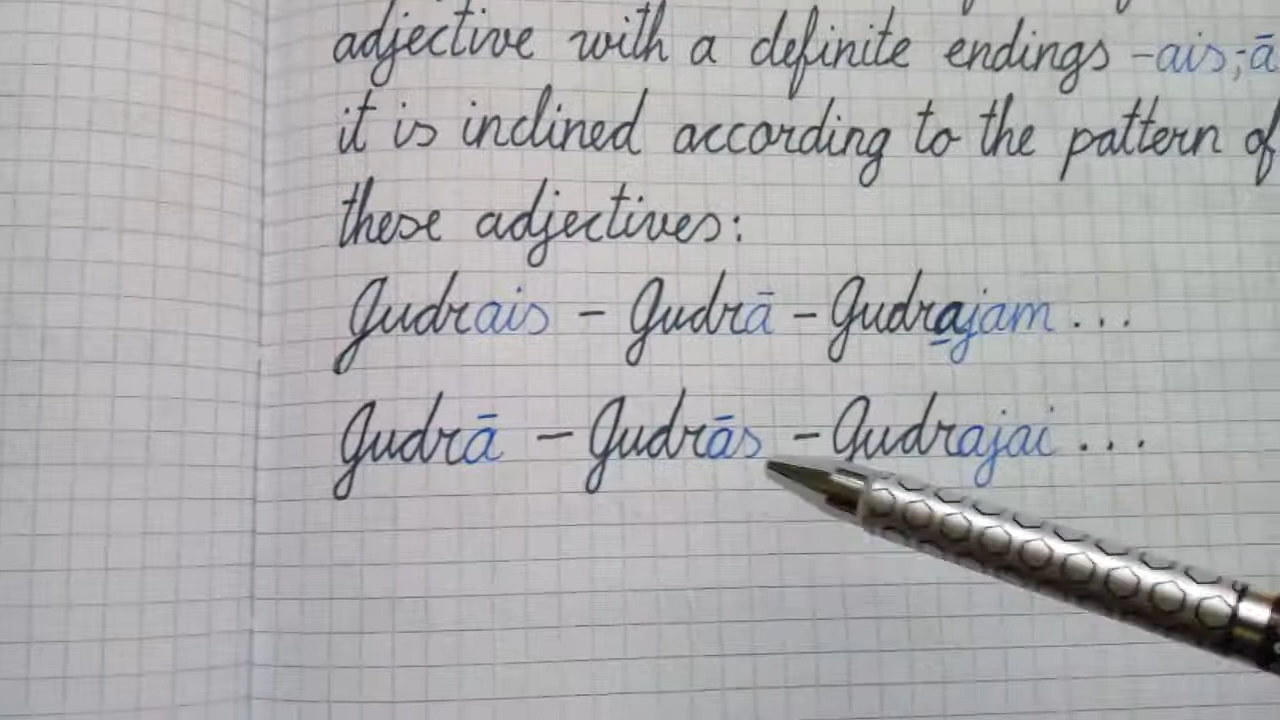 adjective with a definite endings -ais;-ā
it is inclined according to the pattern of
these adjectives:
gudrais - gudrā - gudrajam ...
gudrā - gudrās - gudrajai ...